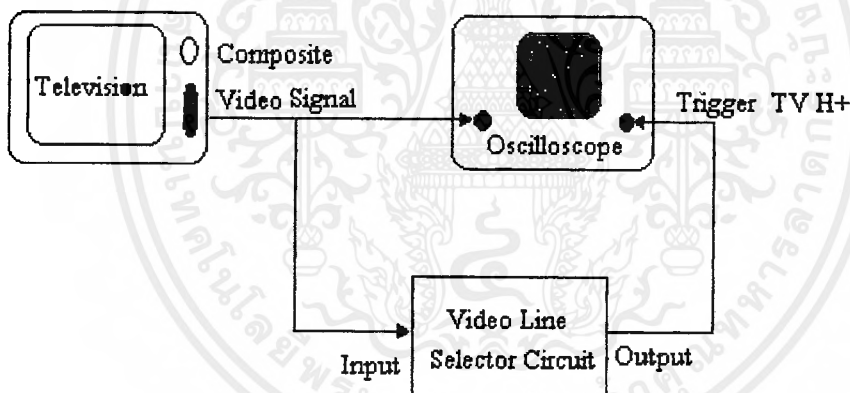 Television
Composite
Video Signal
Oscilloscope
Trigger TV H+
Input
Video Line
Selector Circuit
Output